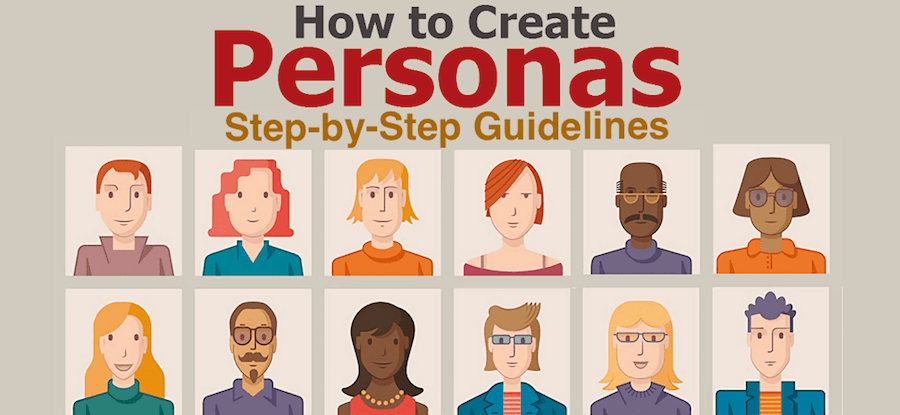 How to Create
Personas
Step-by-Step Guidelines